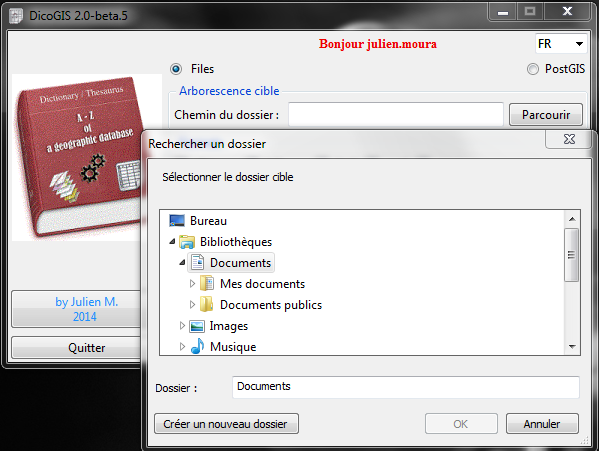 DicoGIS 2.0-beta.5
Bonjour julien.moura
FR
Files
PostGIS
Dictionary / Thesaurus
A - Z
of
a geographic database
Arborescence cible
Chemin du dossier :
Parcourir
by Julien M.
2014
Quitter
Rechercher un dossier
Sélectionner le dossier cible
Bureau
Bibliothèques
Documents
Mes documents
Documents publics
Images
Musique
Dossier :
Documents
Créer un nouveau dossier
OK
Annuler